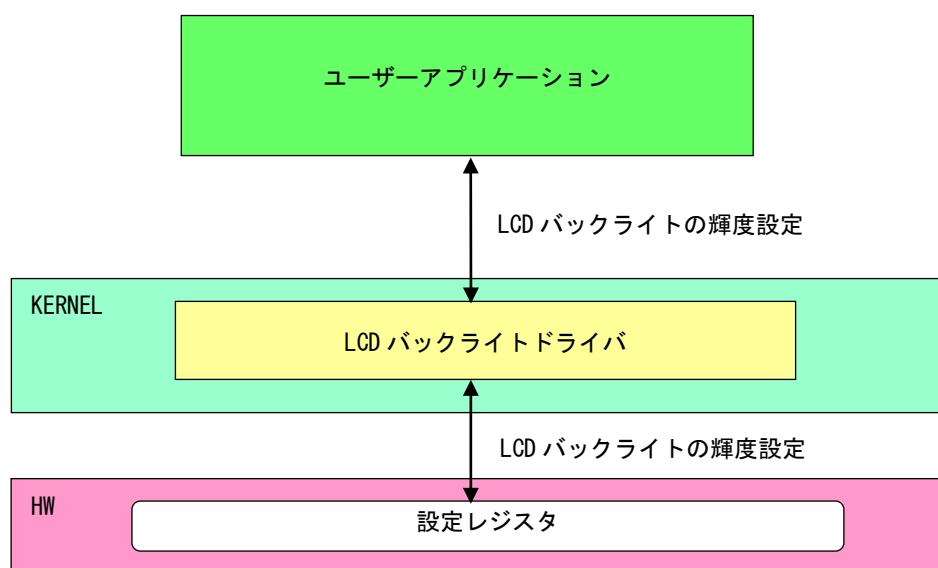 ユーザーアプリケーション
LCD バックライトの輝度設定
KERNEL
LCD バックライトドライバ
LCD バックライトの輝度設定
HW
設定レジスタ